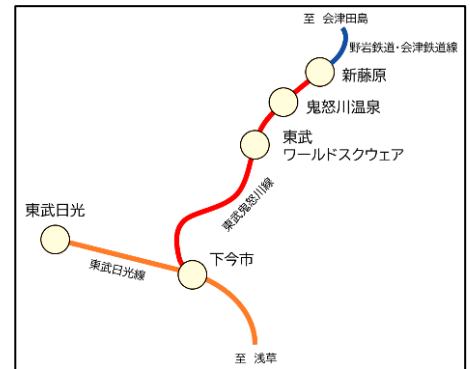 至 会津田島
野岩鉄道・会津鉄道線
新藤原
鬼怒川温泉
東武
ワールドスクウェア
東武鬼怒川線
東武日光
東武日光線
下今市
至 浅草